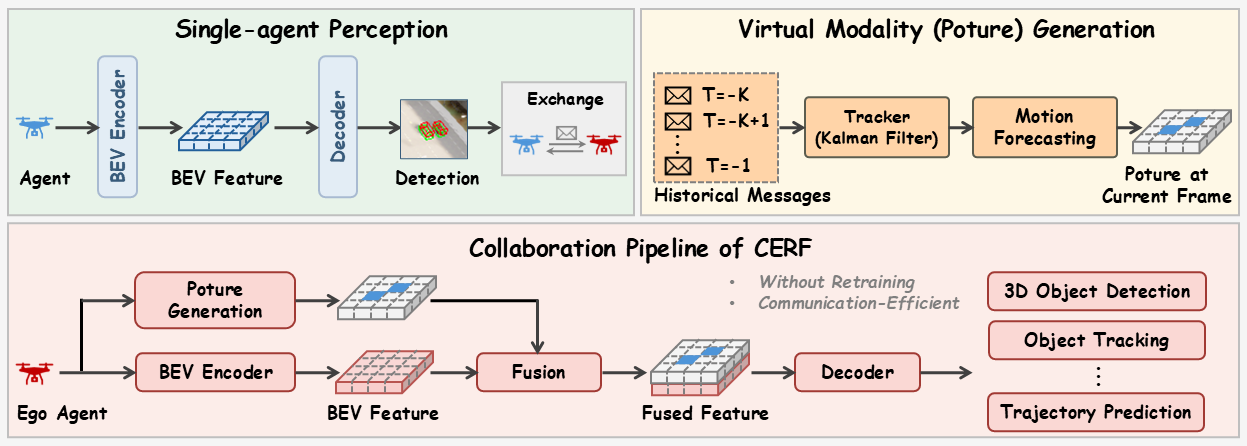 Single-agent Perception
Agent
BEV Encoder
BEV Feature
Decoder
Detection
Exchange
Virtual Modality (Poture) Generation
T=-K
T=-K+1
T=-1
Historical Messages
Tracker
(Kalman Filter)
Motion
Forecasting
Poture at
Current Frame
Collaboration Pipeline of CERF
Ego Agent
Poture
Generation
BEV Encoder
BEV Feature
Fusion
Fused Feature
• Without Retraining
• Communication-Efficient
Decoder
3D Object Detection
Object Tracking
Trajectory Prediction